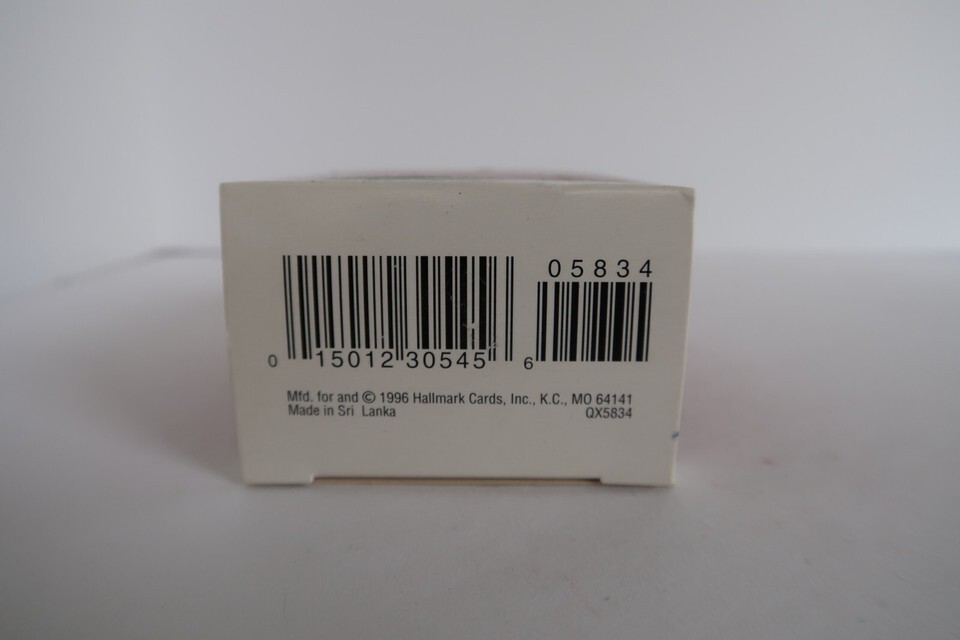 05834
0 15012 30545 6
Mfd. for and © 1996 Hallmark Cards, Inc., K.C., MO 64141
Made in Sri Lanka QX5834